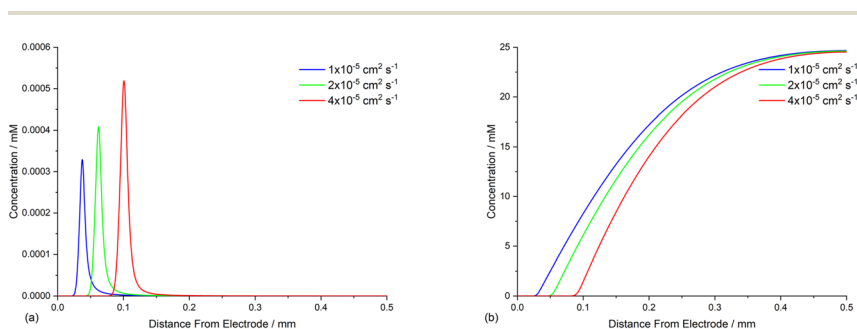 0.0006
0.0005
0.0004
0.0003
0.0002
0.0001
0.0000
Concentration / mM
1x10⁻⁵ cm² s⁻¹
2x10⁻⁵ cm² s⁻¹
4x10⁻⁵ cm² s⁻¹
(a)
0.0 0.1 0.2 0.3 0.4 0.5
Distance From Electrode / mm
25
20
15
10
5
0
Concentration / mM
1x10⁻⁵ cm² s⁻¹
2x10⁻⁵ cm² s⁻¹
4x10⁻⁵ cm² s⁻¹
(b)
0.0 0.1 0.2 0.3 0.4 0.5
Distance From Electrode / mm